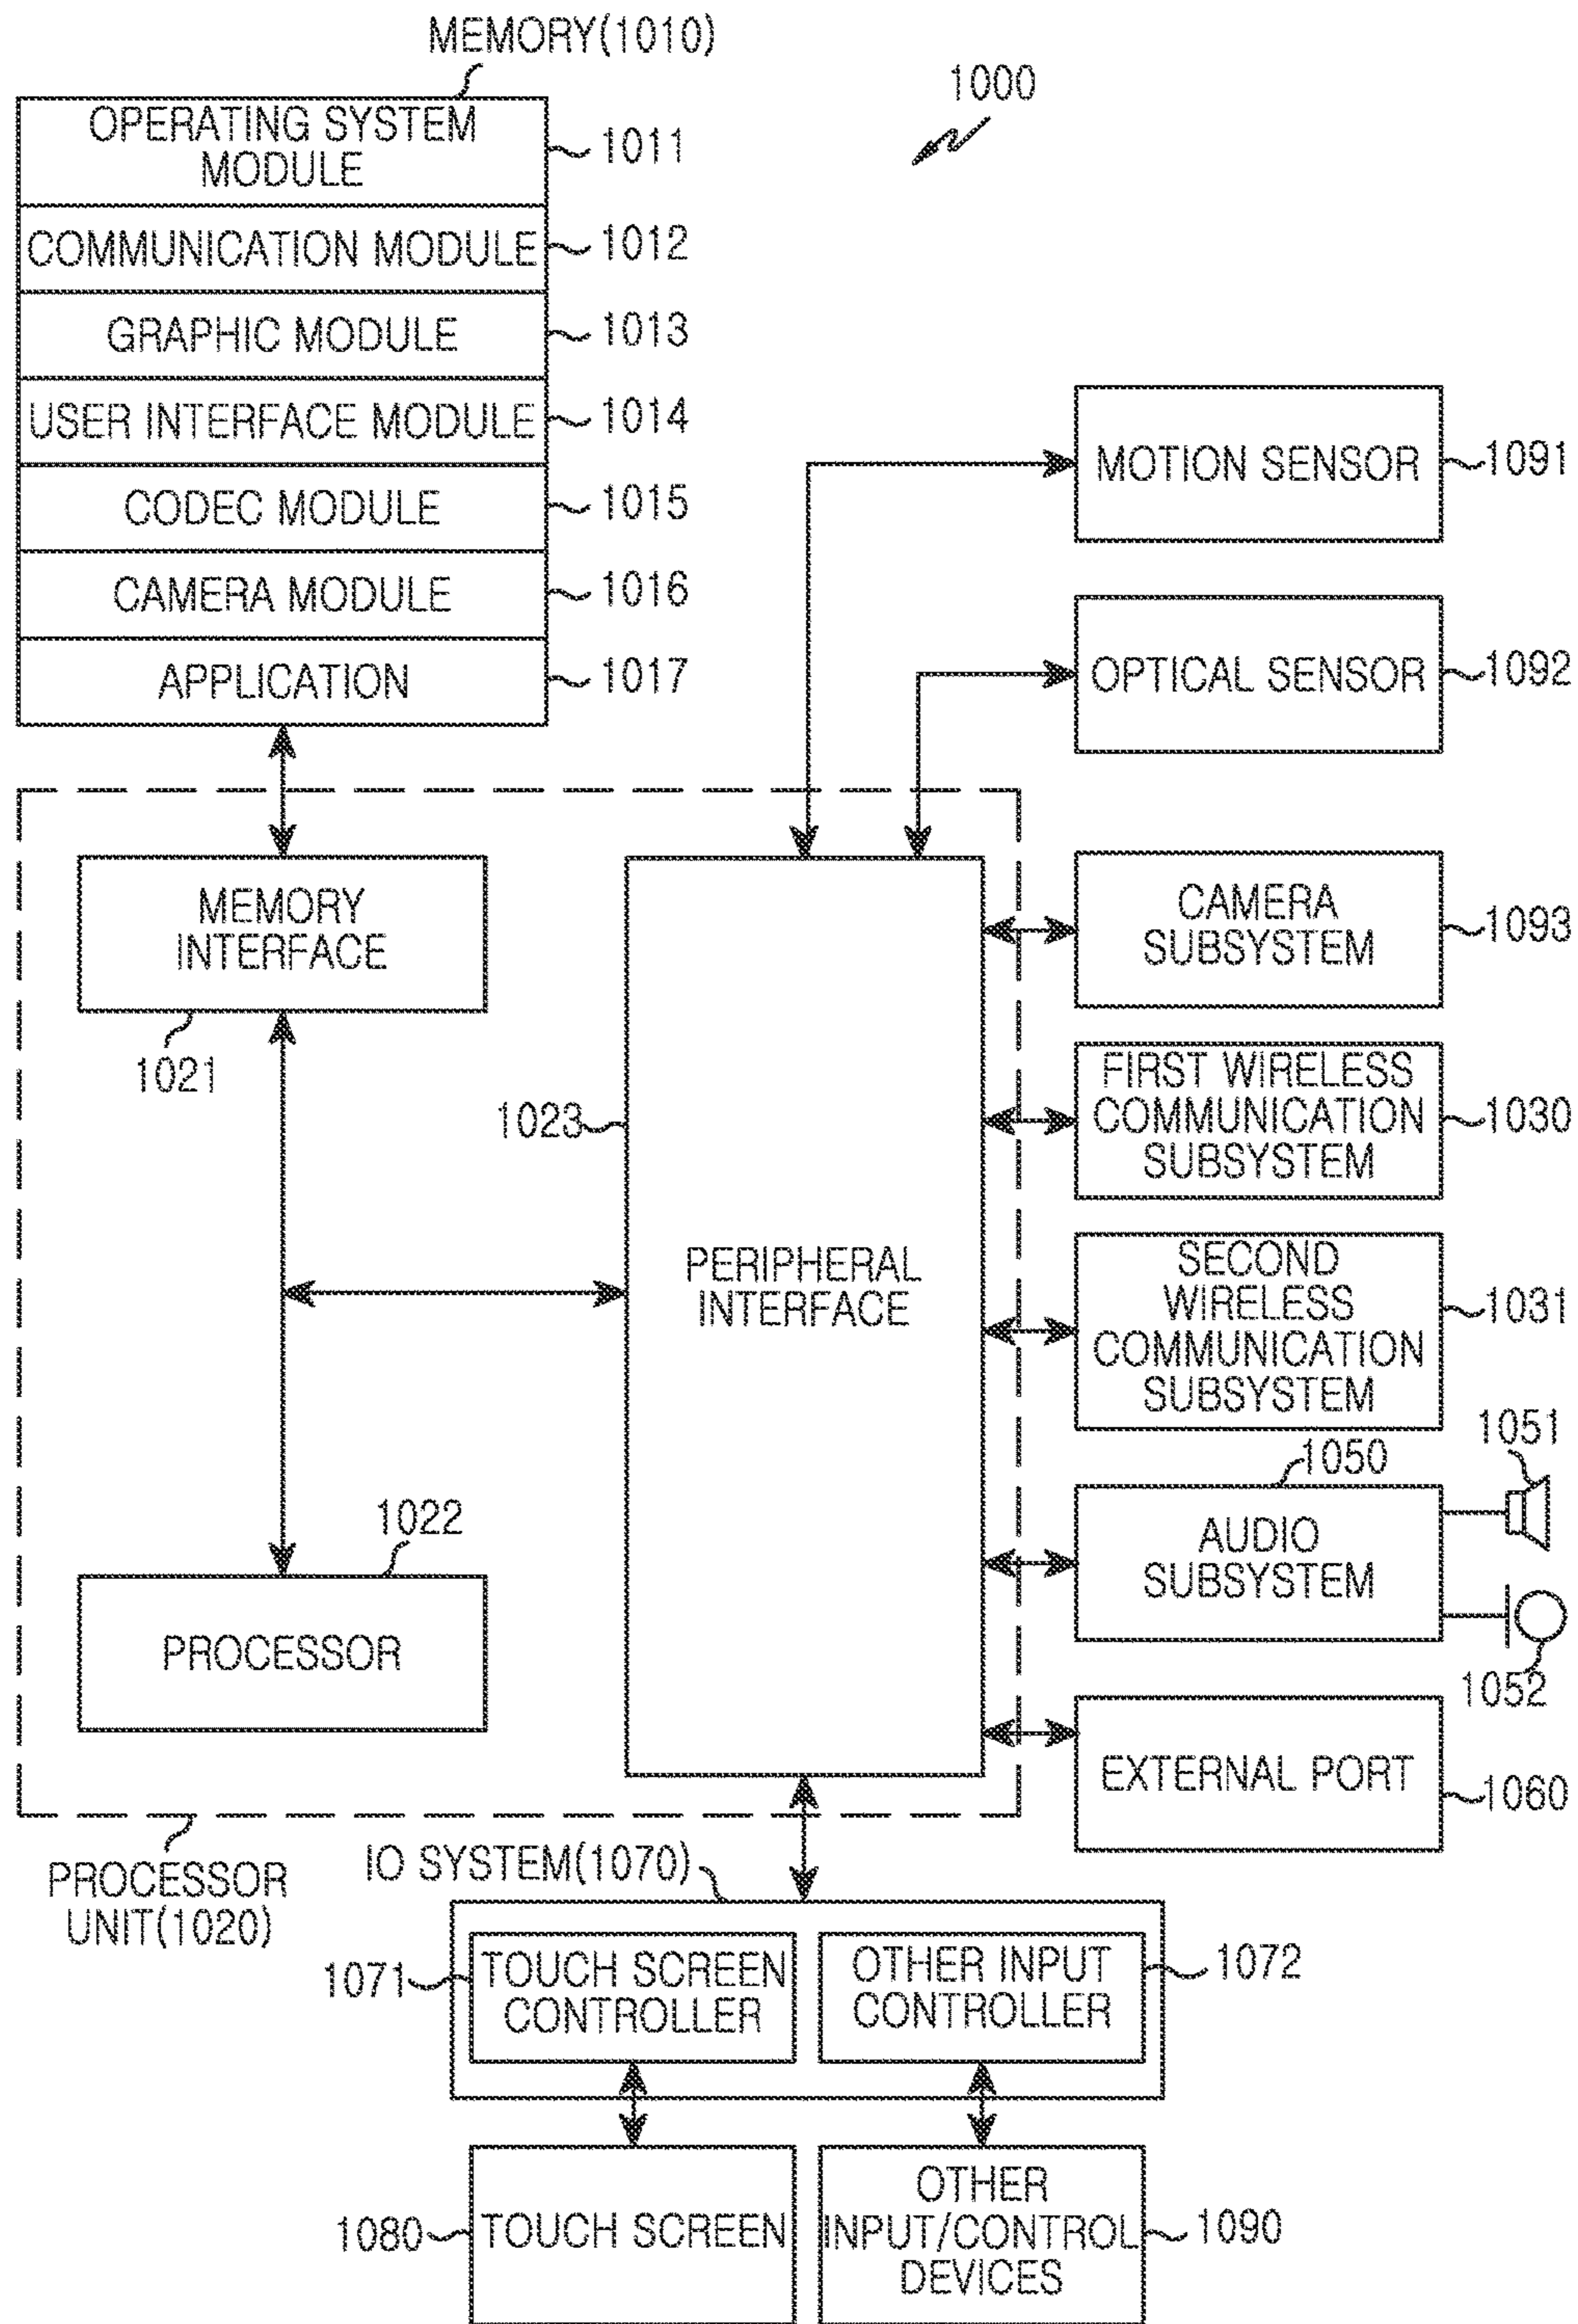 MEMORY(1010)
1000
OPERATING SYSTEM
MODULE
1011
COMMUNICATION MODULE
1012
GRAPHIC MODULE
1013
USER INTERFACE MODULE
1014
CODEC MODULE
1015
CAMERA MODULE
1016
APPLICATION
1017
MOTION SENSOR
1091
OPTICAL SENSOR
1092
MEMORY
INTERFACE
1021
CAMERA
SUBSYSTEM
1093
1023
PERIPHERAL
INTERFACE
FIRST WIRELESS
COMMUNICATION
SUBSYSTEM
1030
SECOND
WIRELESS
COMMUNICATION
SUBSYSTEM
1031
1050
1051
AUDIO
SUBSYSTEM
1052
1022
PROCESSOR
EXTERNAL PORT
1060
PROCESSOR
UNIT(1020)
IO SYSTEM(1070)
1071
TOUCH SCREEN
CONTROLLER
OTHER INPUT
CONTROLLER
1072
1080
TOUCH SCREEN
OTHER
INPUT/CONTROL
DEVICES
1090